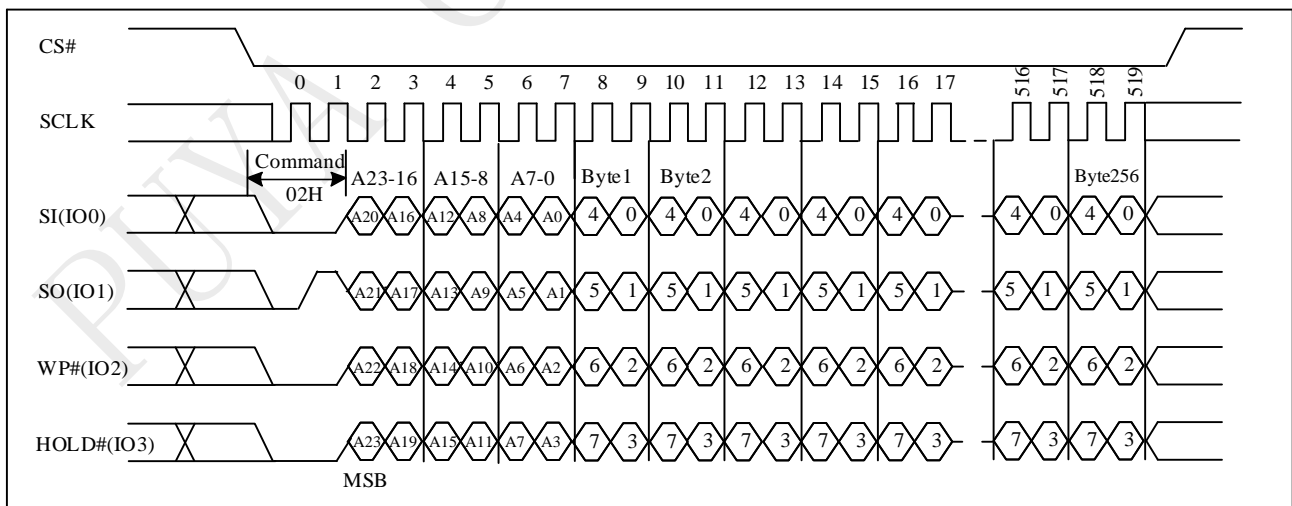 PUYA
CS#
0 1 2 3 4 5 6 7 8 9 10 11 12 13 14 15 16 17 516 517 518 519
SCLK
Command
02H
A23-16 A15-8 A7-0 Byte1 Byte2 Byte256
SI(IO0) A20 A16 A12 A8 A4 A0 4 0 4 0 4 0 4 0 4 0 4 0 4 0
SO(IO1) A21 A17 A13 A9 A5 A1 5 1 5 1 5 1 5 1 5 1 5 1 5 1
WP#(IO2) A22 A18 A14 A10 A6 A2 6 2 6 2 6 2 6 2 6 2 6 2 6 2
HOLD#(IO3) A23 A19 A15 A11 A7 A3 7 3 7 3 7 3 7 3 7 3 7 3 7 3
MSB